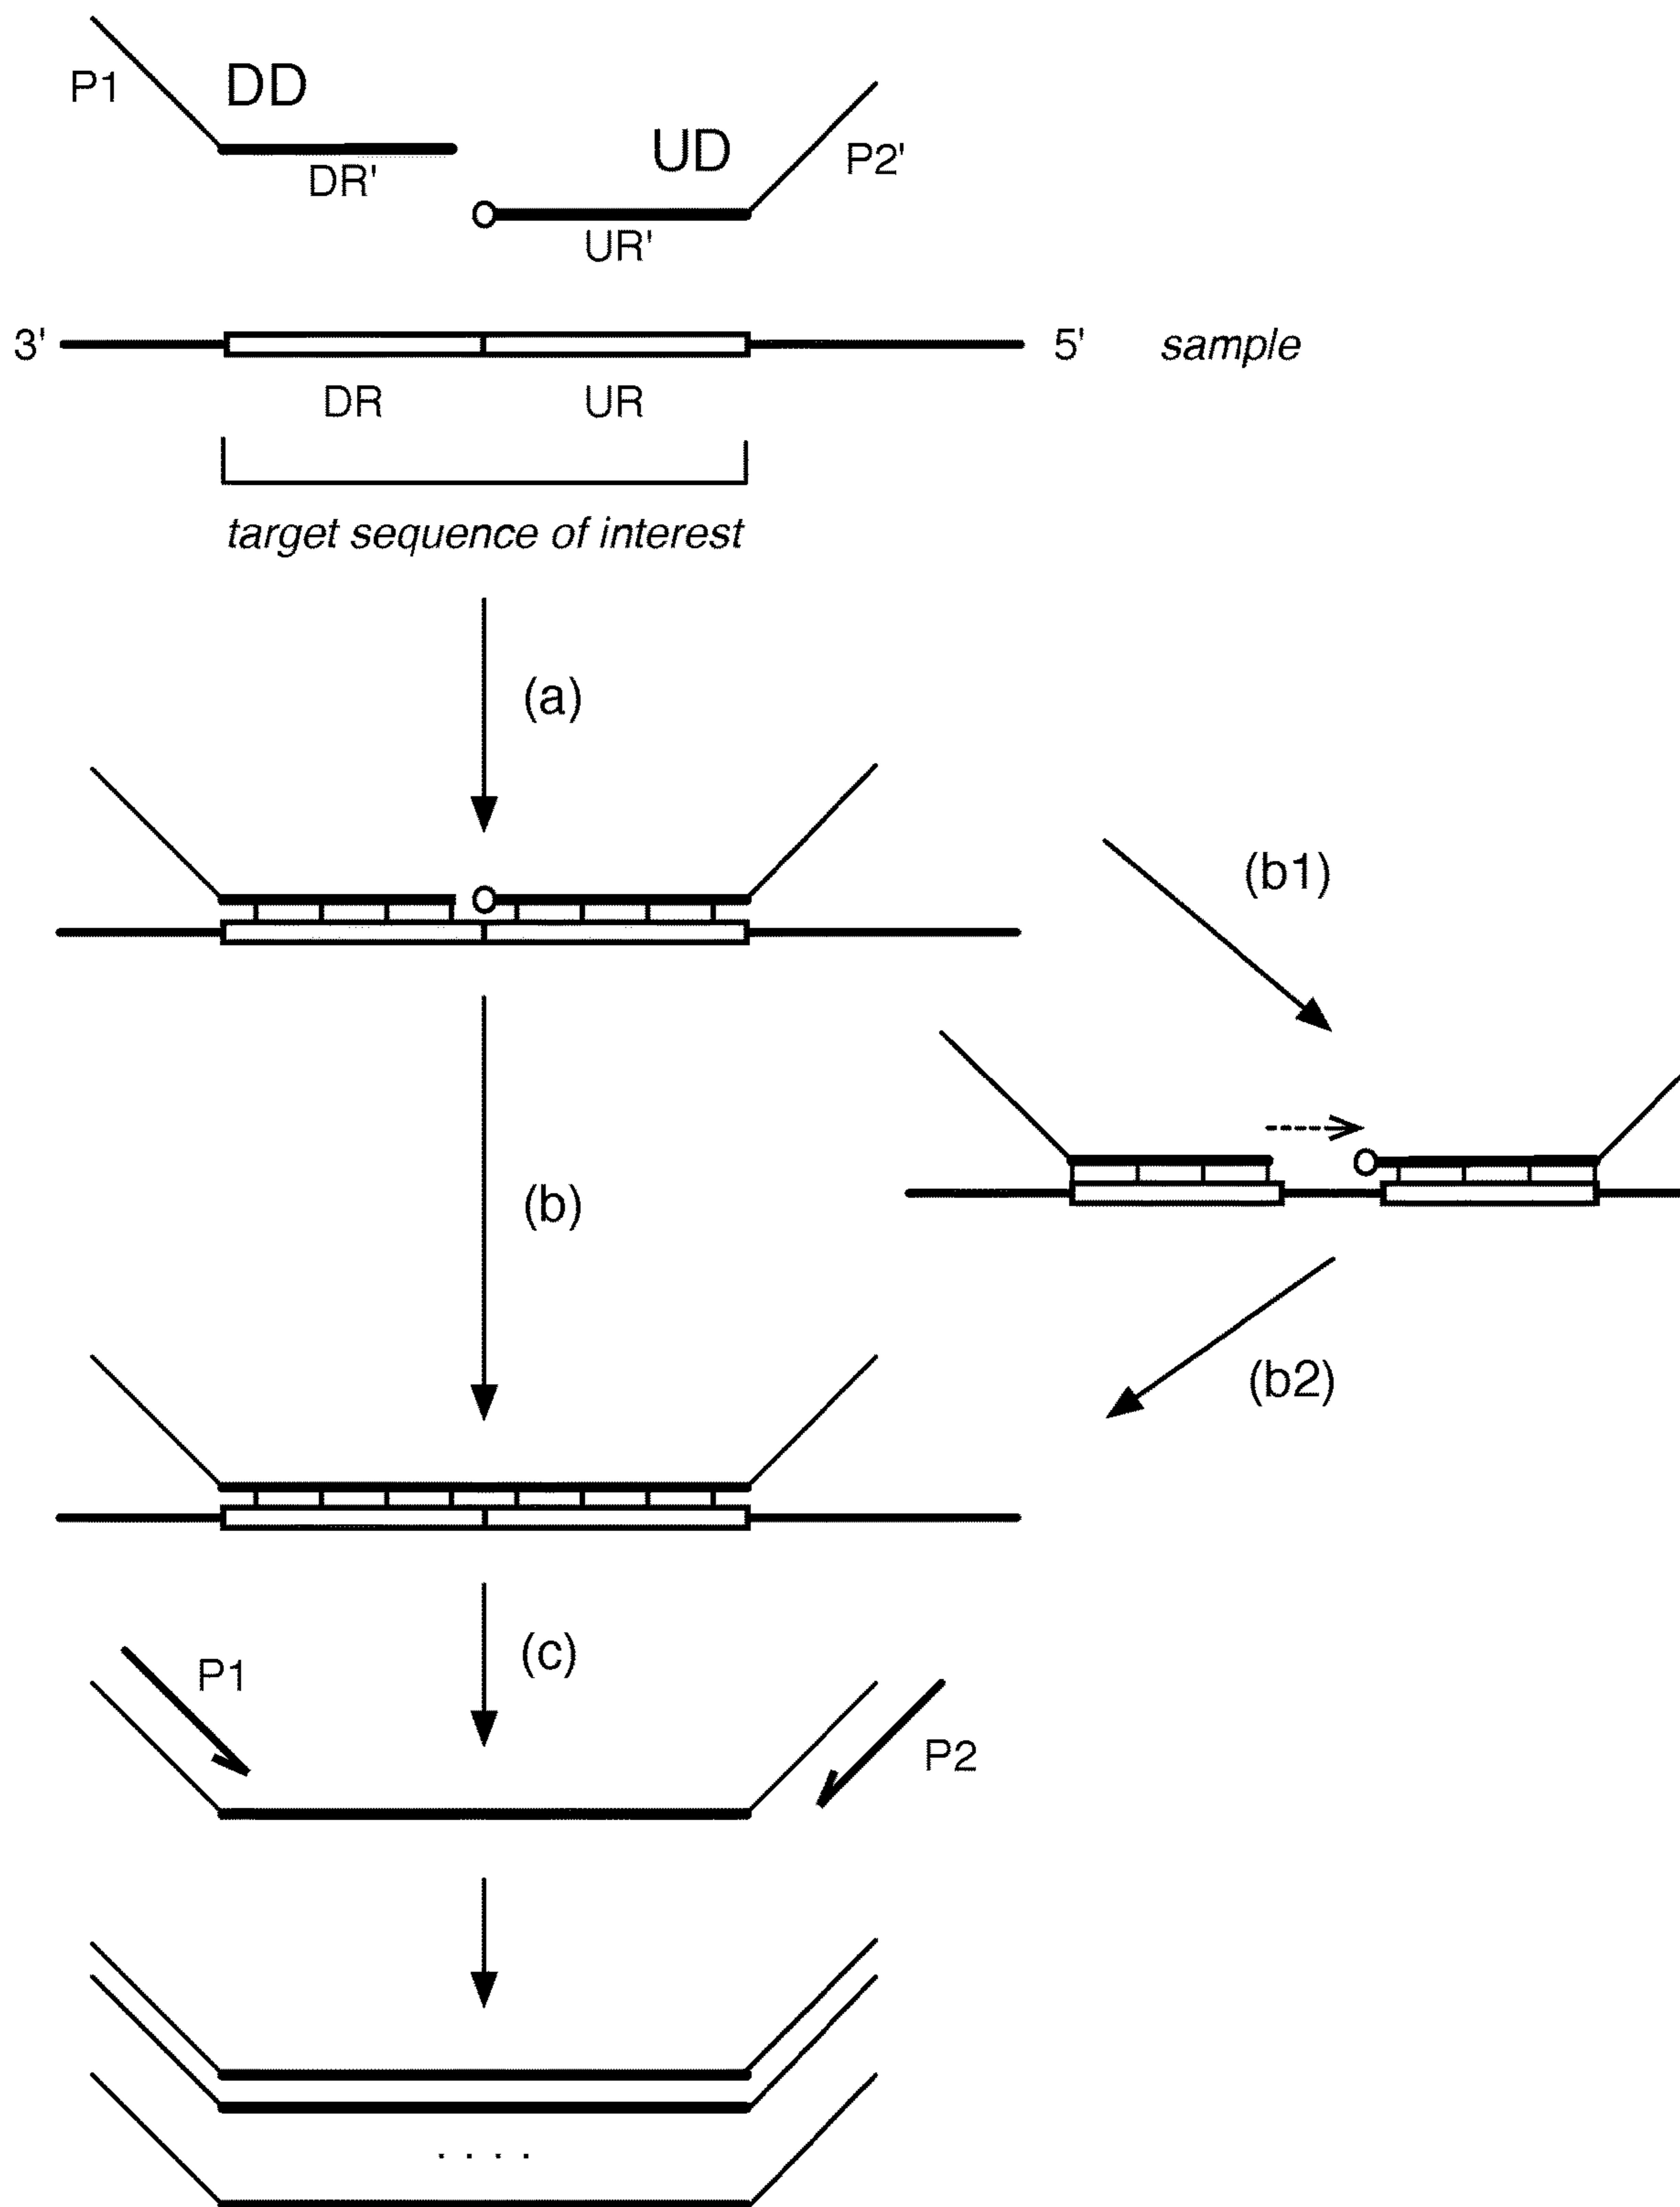 P1
DD
DR'
UD
P2'
UR'
3'
5'
sample
DR
UR
target sequence of interest
(a)
(b1)
(b)
(b2)
(c)
P1
P2
. . . .